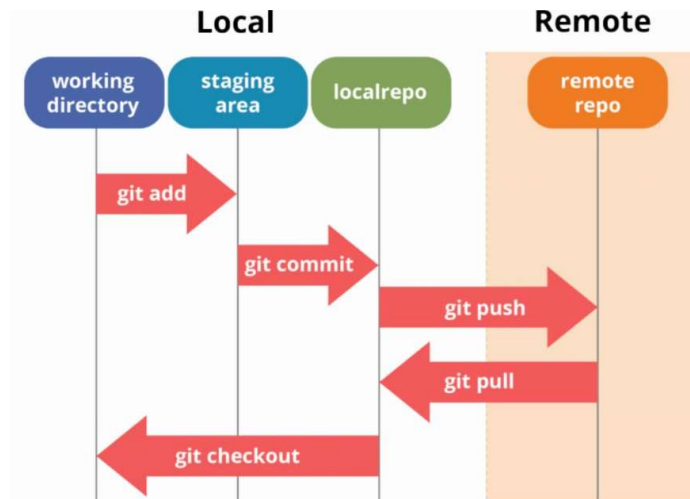 Local
Remote
working
directory
staging
area
localrepo
remote
repo
git add
git commit
git push
git pull
git checkout